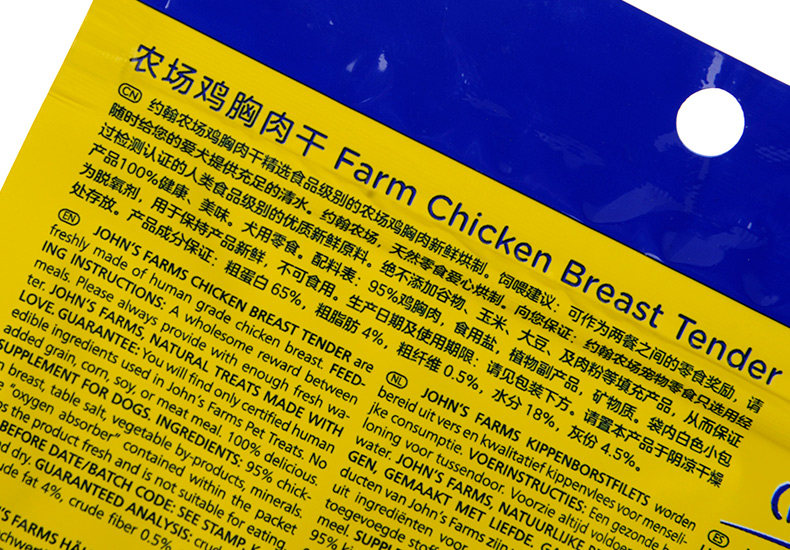 农场鸡胸肉干 Farm Chicken Breast Tender
CN 约翰农场鸡胸肉干精选食品级别的农场鸡胸肉新鲜烘制。饲喂建议：可作为两餐之间的零食奖励，请
随时给您的爱犬提供充足的清水。约翰农场，天然零食爱心烘制。向您保证：约翰农场宠物零食只选用经
过检测认证的人类食品级别的优质新鲜原料。绝不添加谷物、玉米、大豆、及肉粉等填充产品，从而保证
产品100%健康、美味。犬用零食。配料表：95%鸡胸肉，食用盐，植物副产品，矿物质。袋内白色小包
为脱氧剂，用于保持产品新鲜，不可食用。生产日期及使用期限：请见包装下方。请置本产品于阴凉干燥
处存放。产品成分保证：粗蛋白 65%，粗脂肪 4%，粗纤维 0.5%，水分 18%，灰份 4.5%。
EN JOHN'S FARMS CHICKEN BREAST TENDER are
freshly made of human grade chicken breast. FEED-
ING INSTRUCTIONS: A wholesome reward between
meals. Please always provide with enough fresh wa-
ter. JOHN'S FARMS, NATURAL TREATS MADE WITH
LOVE. GUARANTEE: You will find only certified human
edible ingredients used in John's Farms Pet Treats. No
added grain, corn, soy, or meat meal. 100% delicious.
SUPPLEMENT FOR DOGS. INGREDIENTS: 95% chick-
n breast, table salt, vegetable by-products, minerals.
e "oxygen absorber" contained within the packet
s the product fresh and is not suitable for eating.
BEFORE DATE/BATCH CODE: SEE STAMP, K
d dry. GUARANTEED ANALYSIS: crud
ude fat 4%, crude fiber 0.5%
N'S FARMS HÄ
NL JOHN'S FARMS KIPPENBORSTFILETS worden
bereid uit vers en kwalitatief kippenvlees voor menseli-
jke consumptie. VOERINSTRUCTIES: Een gezonde b
loning voor tussendoor. Voorzie altijd voldoen
water. JOHN'S FARMS, NATUURLIJKE
GEN, GEMAAKT MET LIEFDE. GA
ducten van John's Farms zijn
uit ingrediënten voor
toegevoegde stof
meel. SUPP
95% k
ES